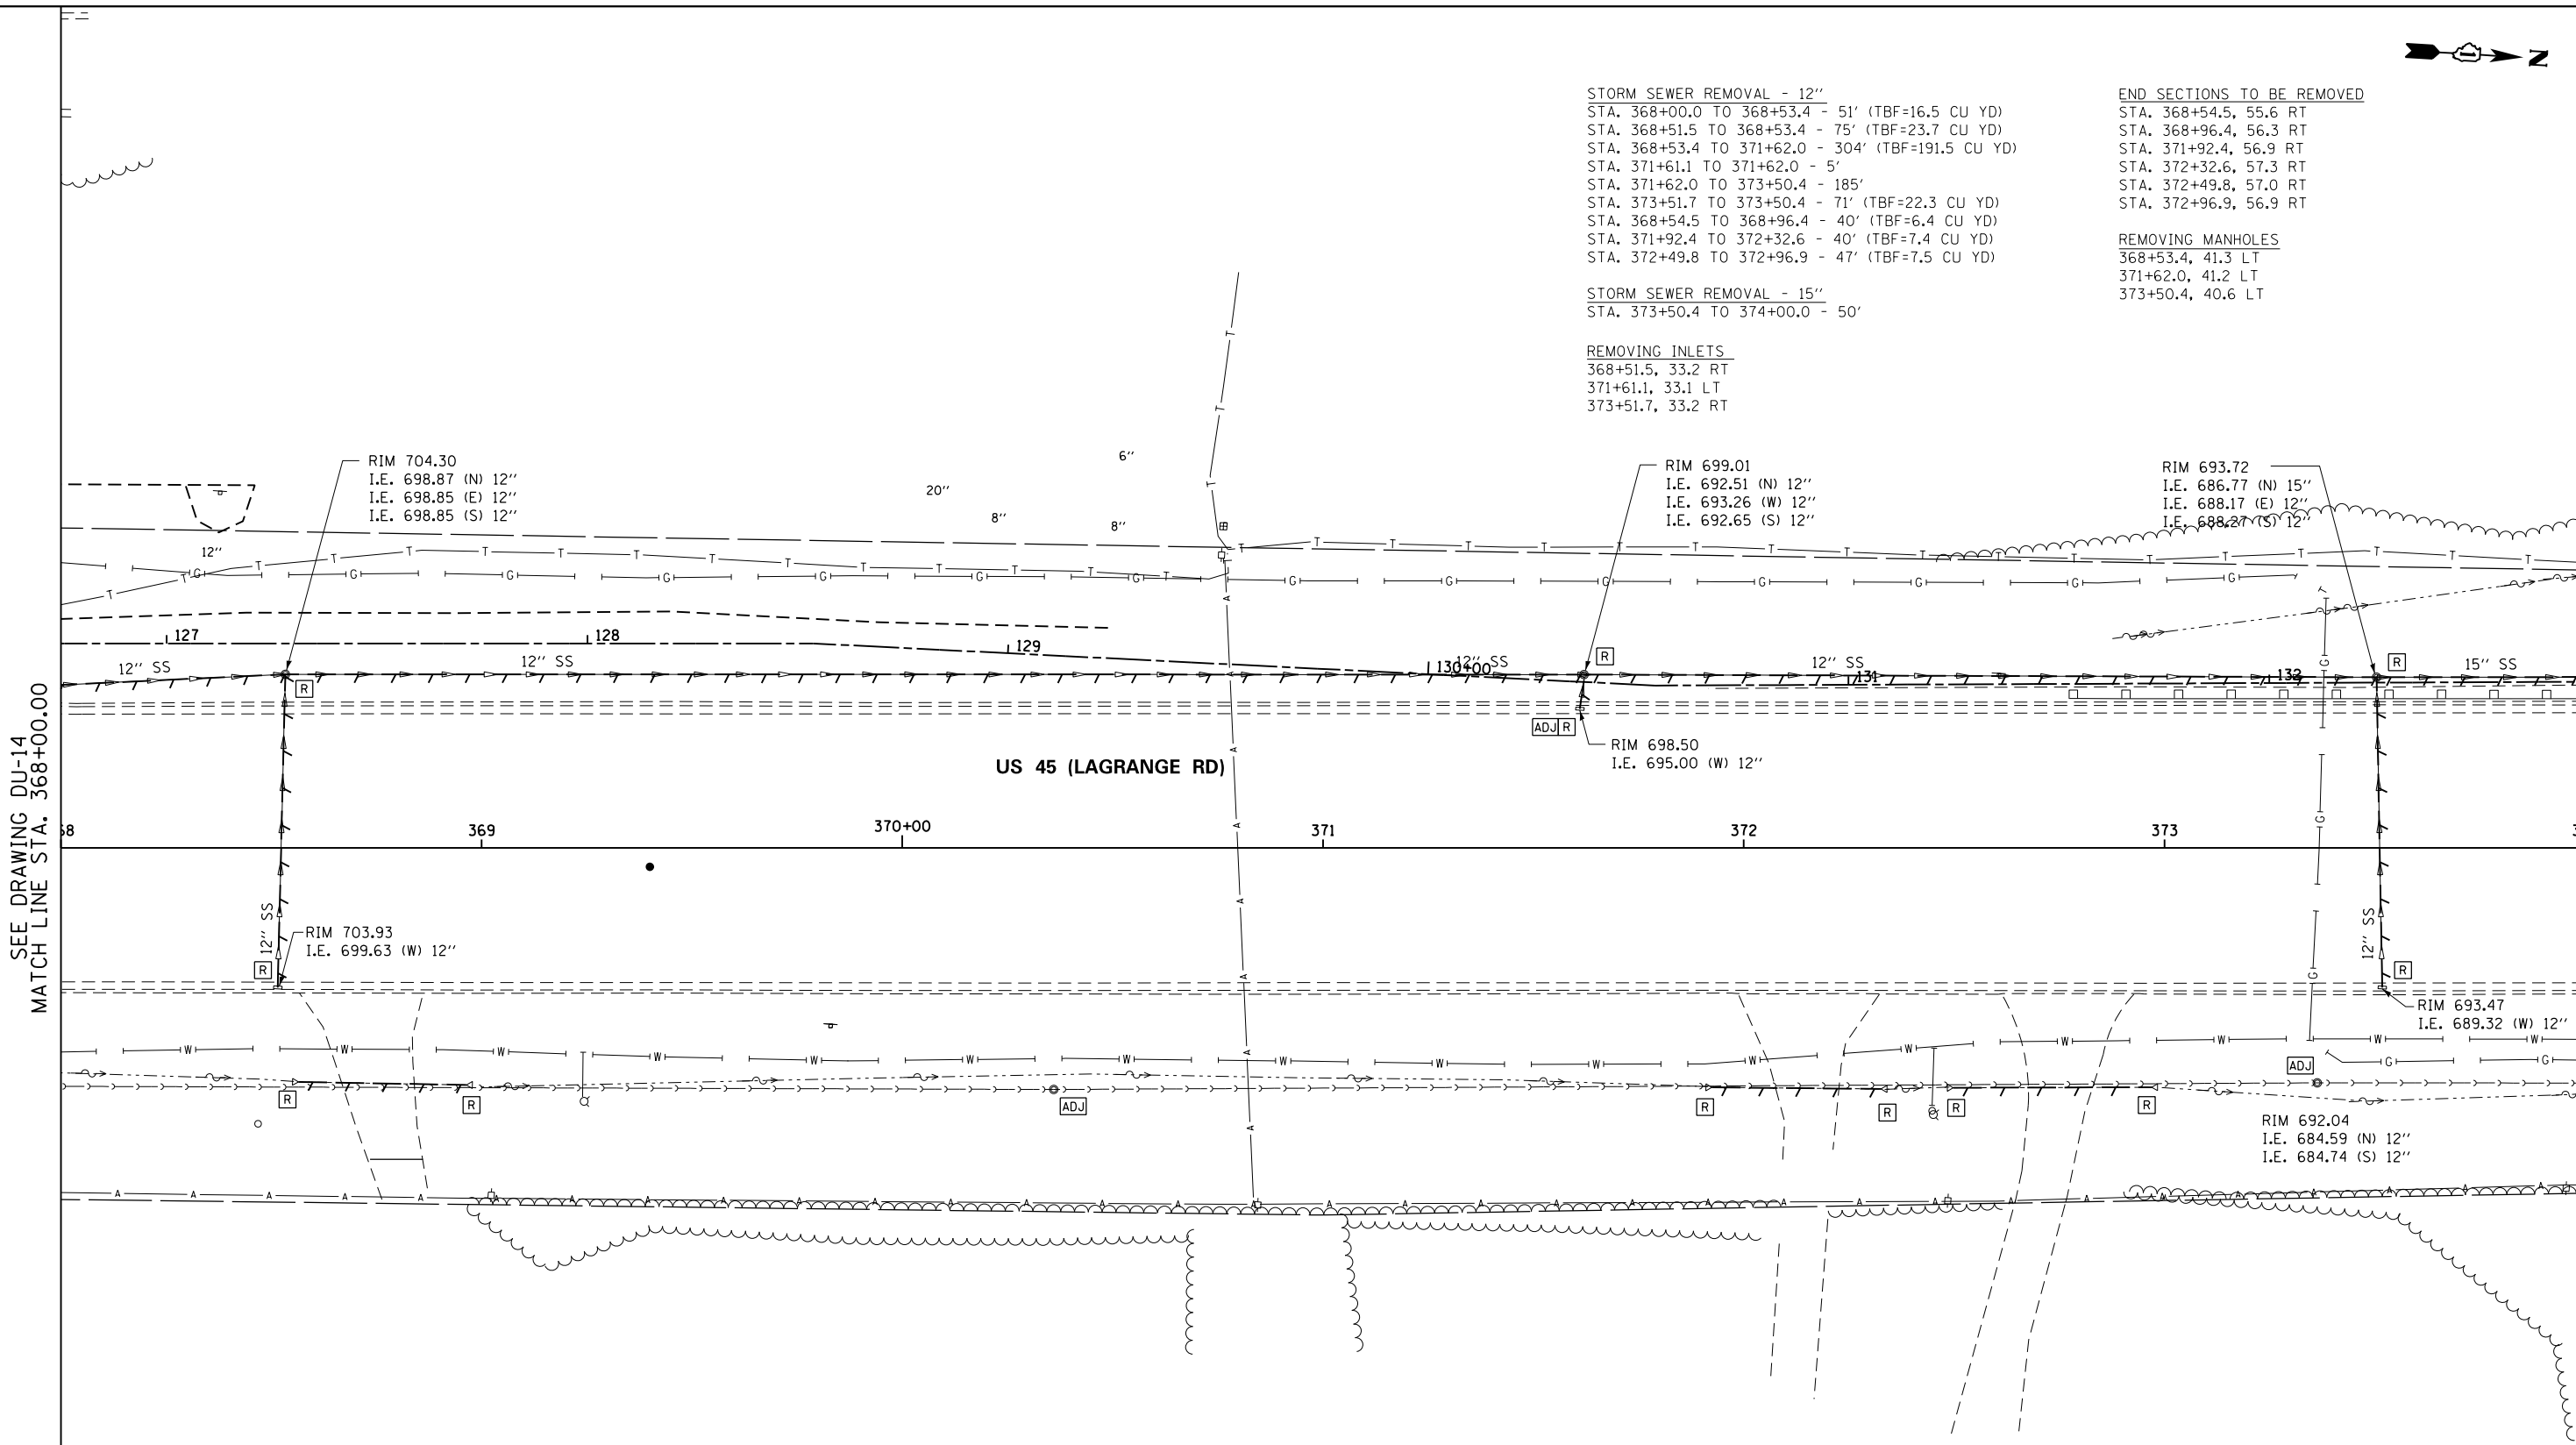 N
STORM SEWER REMOVAL - 12''
STA. 368+00.0 TO 368+53.4 - 51' (TBF=16.5 CU YD)
STA. 368+51.5 TO 368+53.4 - 75' (TBF=23.7 CU YD)
STA. 368+53.4 TO 371+62.0 - 304' (TBF=191.5 CU YD)
STA. 371+61.1 TO 371+62.0 - 5'
STA. 371+62.0 TO 373+50.4 - 185'
STA. 373+51.7 TO 373+50.4 - 71' (TBF=22.3 CU YD)
STA. 368+54.5 TO 368+96.4 - 40' (TBF=6.4 CU YD)
STA. 371+92.4 TO 372+32.6 - 40' (TBF=7.4 CU YD)
STA. 372+49.8 TO 372+96.9 - 47' (TBF=7.5 CU YD)
STORM SEWER REMOVAL - 15''
STA. 373+50.4 TO 374+00.0 - 50'
REMOVING INLETS
368+51.5, 33.2 RT
371+61.1, 33.1 LT
373+51.7, 33.2 RT
END SECTIONS TO BE REMOVED
STA. 368+54.5, 55.6 RT
STA. 368+96.4, 56.3 RT
STA. 371+92.4, 56.9 RT
STA. 372+32.6, 57.3 RT
STA. 372+49.8, 57.0 RT
STA. 372+96.9, 56.9 RT
REMOVING MANHOLES
368+53.4, 41.3 LT
371+62.0, 41.2 LT
373+50.4, 40.6 LT
RIM 704.30
I.E. 698.87 (N) 12''
I.E. 698.85 (E) 12''
I.E. 698.85 (S) 12''
6''
20''
8''
8''
12''
RIM 699.01
I.E. 692.51 (N) 12''
I.E. 693.26 (W) 12''
I.E. 692.65 (S) 12''
RIM 693.72
I.E. 686.77 (N) 15''
I.E. 688.17 (E) 12''
I.E. 688.27 (S) 12''
127
128
129
130+00
131
132
12'' SS
12'' SS
12'' SS
12'' SS
15'' SS
R
R
R
ADJ R
RIM 698.50
I.E. 695.00 (W) 12''
US 45 (LAGRANGE RD)
SEE DRAWING DU-14
MATCH LINE STA. 368+00.00
68
369
370+00
371
372
373
12'' SS
RIM 703.93
I.E. 699.63 (W) 12''
R
12'' SS
R
RIM 693.47
I.E. 689.32 (W) 12''
R
R
ADJ
R
R
R
R
ADJ
RIM 692.04
I.E. 684.59 (N) 12''
I.E. 684.74 (S) 12''